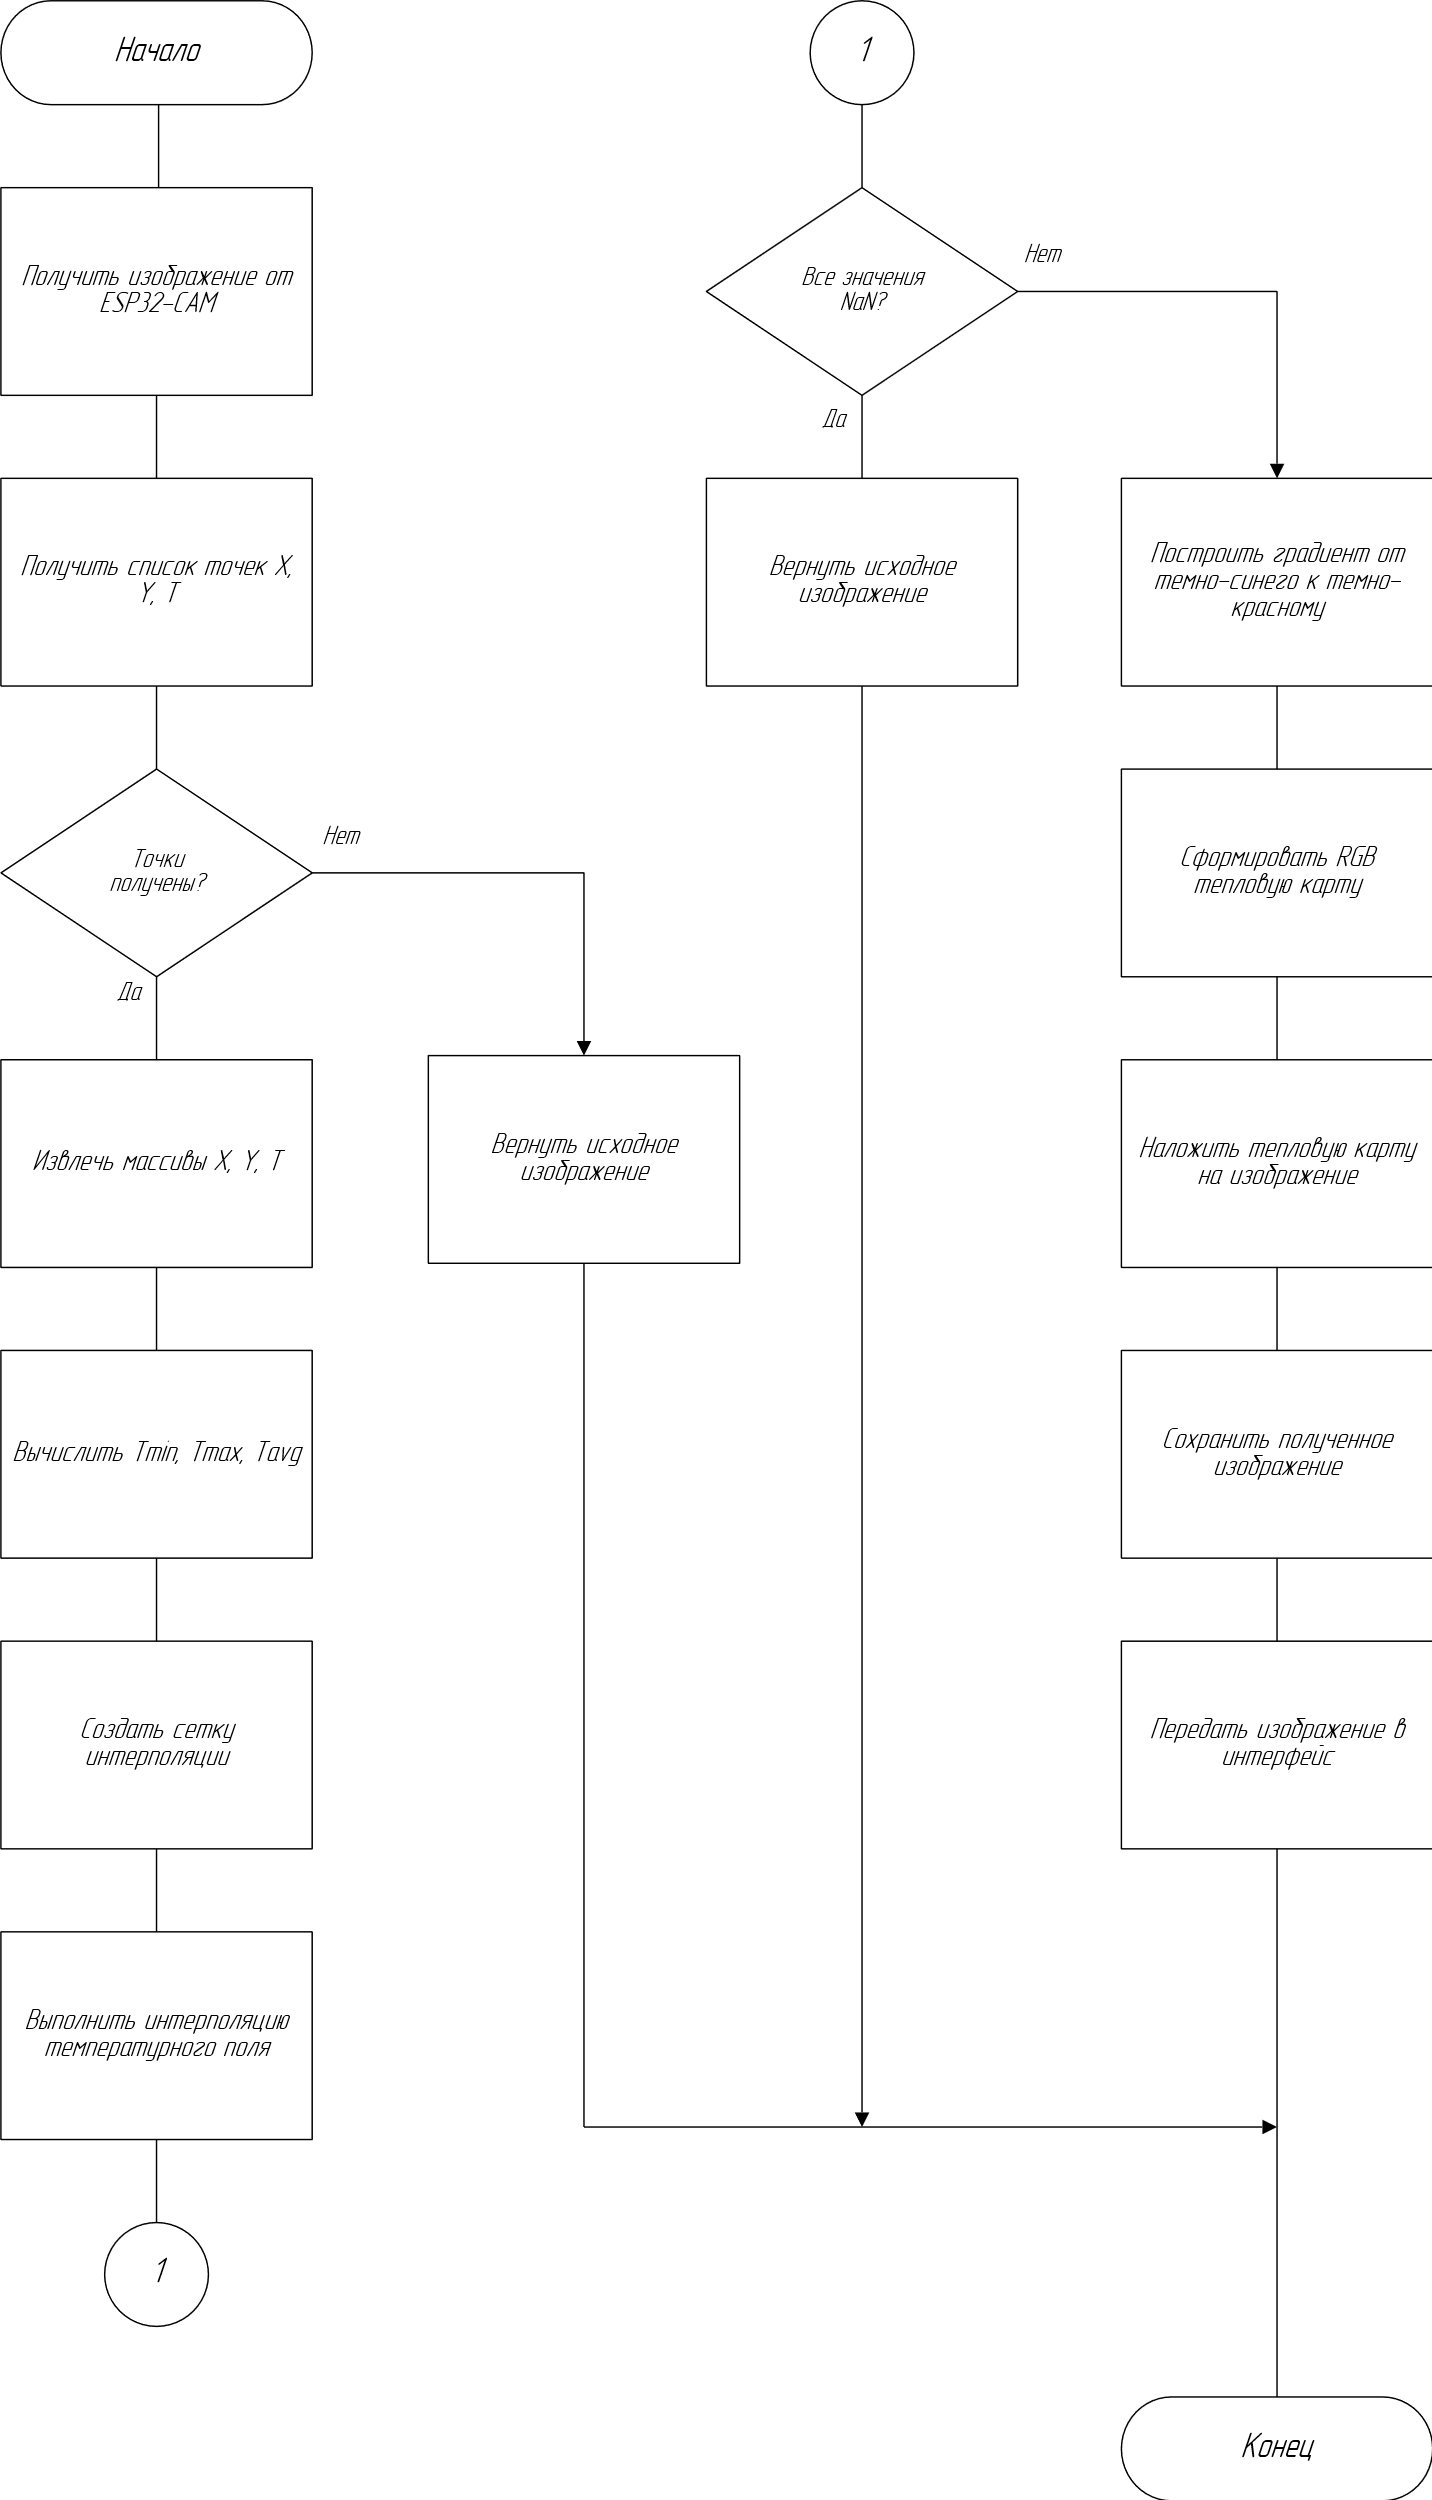 Начало
Получить изображение от
ESP32-CAM
Получить список точек X,
Y, T
Точки
получены?
Нет
Да
Извлечь массивы X, Y, T
Вернуть исходное
изображение
Вычислить Tmin, Tmax, Tavg
Создать сетку
интерполяции
Выполнить интерполяцию
температурного поля
1
1
Все значения
NaN?
Нет
Да
Вернуть исходное
изображение
Построить градиент от
темно-синего к темно-
красному
Сформировать RGB
тепловую карту
Наложить тепловую карту
на изображение
Сохранить полученное
изображение
Передать изображение в
интерфейс
Конец